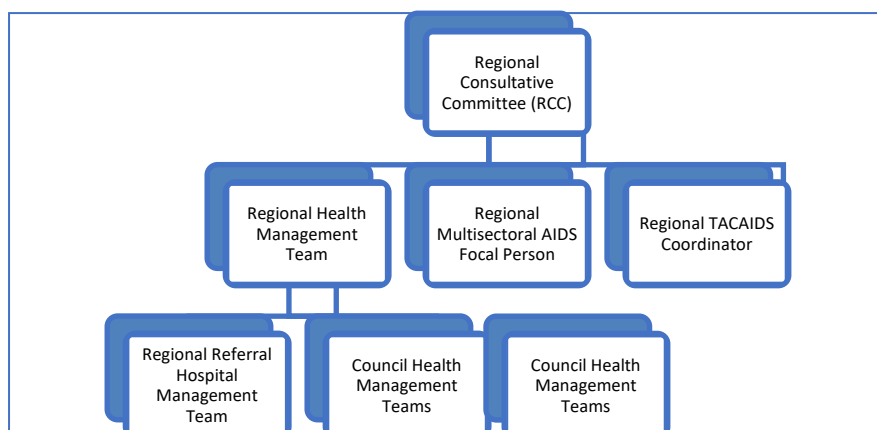 Regional
Consultative
Committee (RCC)
Regional Health
Management
Team
Regional
Multisectoral AIDS
Focal Person
Regional TACAIDS
Coordinator
Regional Referral
Hospital
Management
Team
Council Health
Management
Teams
Council Health
Management
Teams